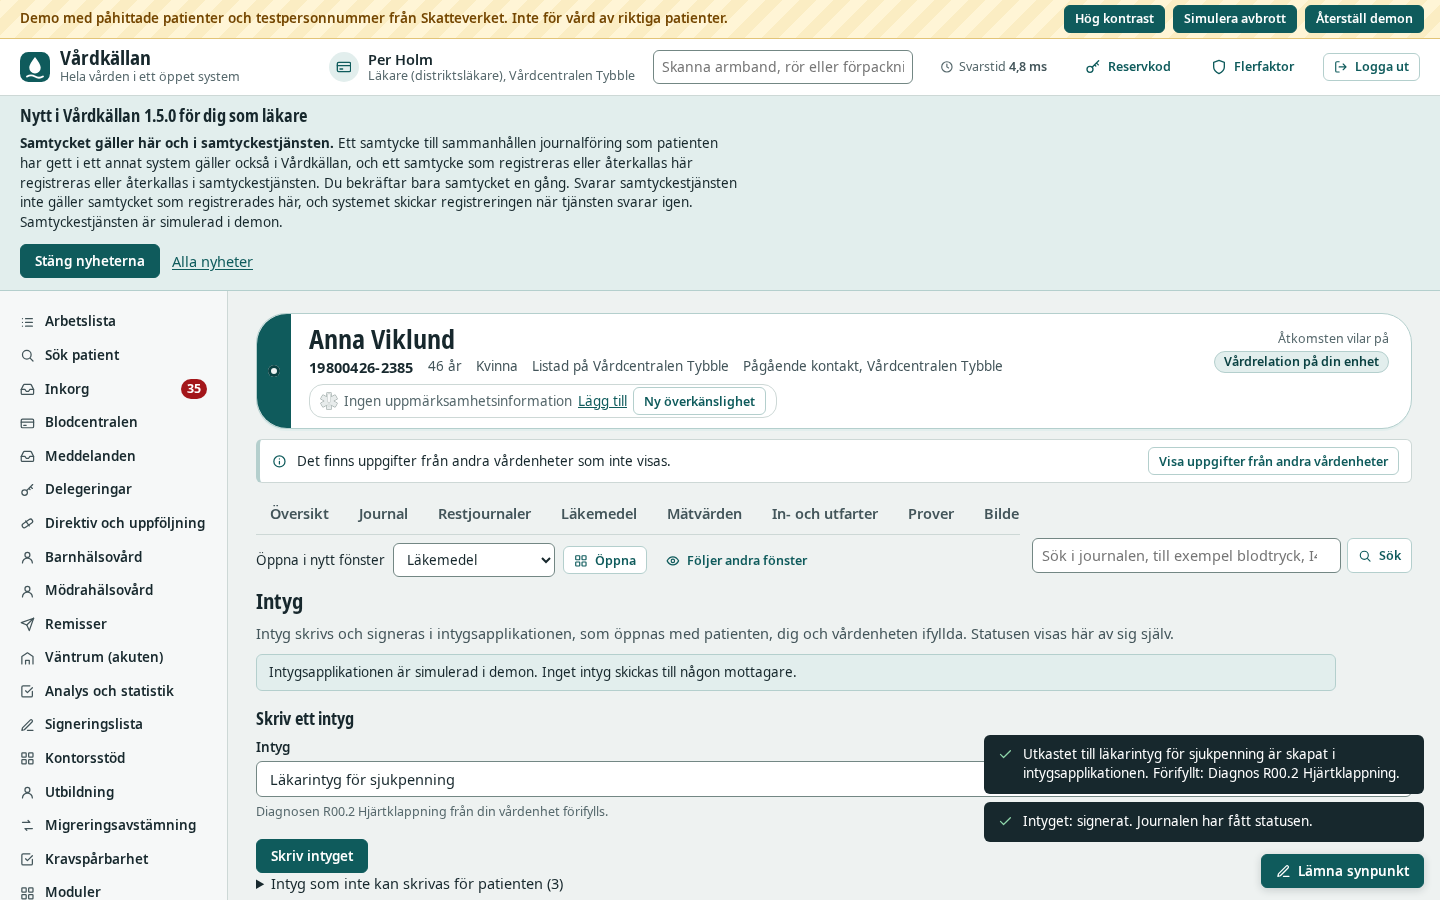 Demo med påhittade patienter och testpersonnummer från Skatteverket. Inte för vård av riktiga patienter.
Hög kontrast
Simulera avbrott
Återställ demon
Vårdkällan
Hela vården i ett öppet system
Per Holm
Läkare (distriktsläkare), Vårdcentralen Tybble
Skanna armband, rör eller förpackni
Svarstid 4,8 ms
Reservkod
Flerfaktor
Logga ut
Nytt i Vårdkällan 1.5.0 för dig som läkare
Samtycket gäller här och i samtyckestjänsten. Ett samtycke till sammanhållen journalföring som patienten
har gett i ett annat system gäller också i Vårdkällan, och ett samtycke som registreras eller återkallas här
registreras eller återkallas i samtyckestjänsten. Du bekräftar bara samtycket en gång. Svarar samtyckestjänsten
inte gäller samtycket som registrerades här, och systemet skickar registreringen när tjänsten svarar igen.
Samtyckestjänsten är simulerad i demon.
Stäng nyheterna
Alla nyheter
Arbetslista
Sök patient
Inkorg
35
Blodcentralen
Meddelanden
Delegeringar
Direktiv och uppföljning
Barnhälsovård
Mödrahälsovård
Remisser
Väntrum (akuten)
Analys och statistik
Signeringslista
Kontorsstöd
Utbildning
Migreringsavstämning
Kravspårbarhet
Moduler
Anna Viklund
19800426-2385
46 år
Kvinna
Listad på Vårdcentralen Tybble
Pågående kontakt, Vårdcentralen Tybble
Åtkomsten vilar på
Vårdrelation på din enhet
Ingen uppmärksamhetsinformation
Lägg till
Ny överkänslighet
Det finns uppgifter från andra vårdenheter som inte visas.
Visa uppgifter från andra vårdenheter
Översikt
Journal
Restjournaler
Läkemedel
Mätvärden
In- och utfarter
Prover
Bilde
Öppna i nytt fönster
Läkemedel
Öppna
Följer andra fönster
Sök i journalen, till exempel blodtryck, I
Sök
Intyg
Intyg skrivs och signeras i intygsapplikationen, som öppnas med patienten, dig och vårdenheten ifyllda. Statusen visas här av sig själv.
Intygsapplikationen är simulerad i demon. Inget intyg skickas till någon mottagare.
Skriv ett intyg
Intyg
Läkarintyg för sjukpenning
Diagnosen R00.2 Hjärtklappning från din vårdenhet förifylls.
Skriv intyget
Intyg som inte kan skrivas för patienten (3)
Utkastet till läkarintyg för sjukpenning är skapat i
intygsapplikationen. Förifyllt: Diagnos R00.2 Hjärtklappning.
Intyget: signerat. Journalen har fått statusen.
Lämna synpunkt